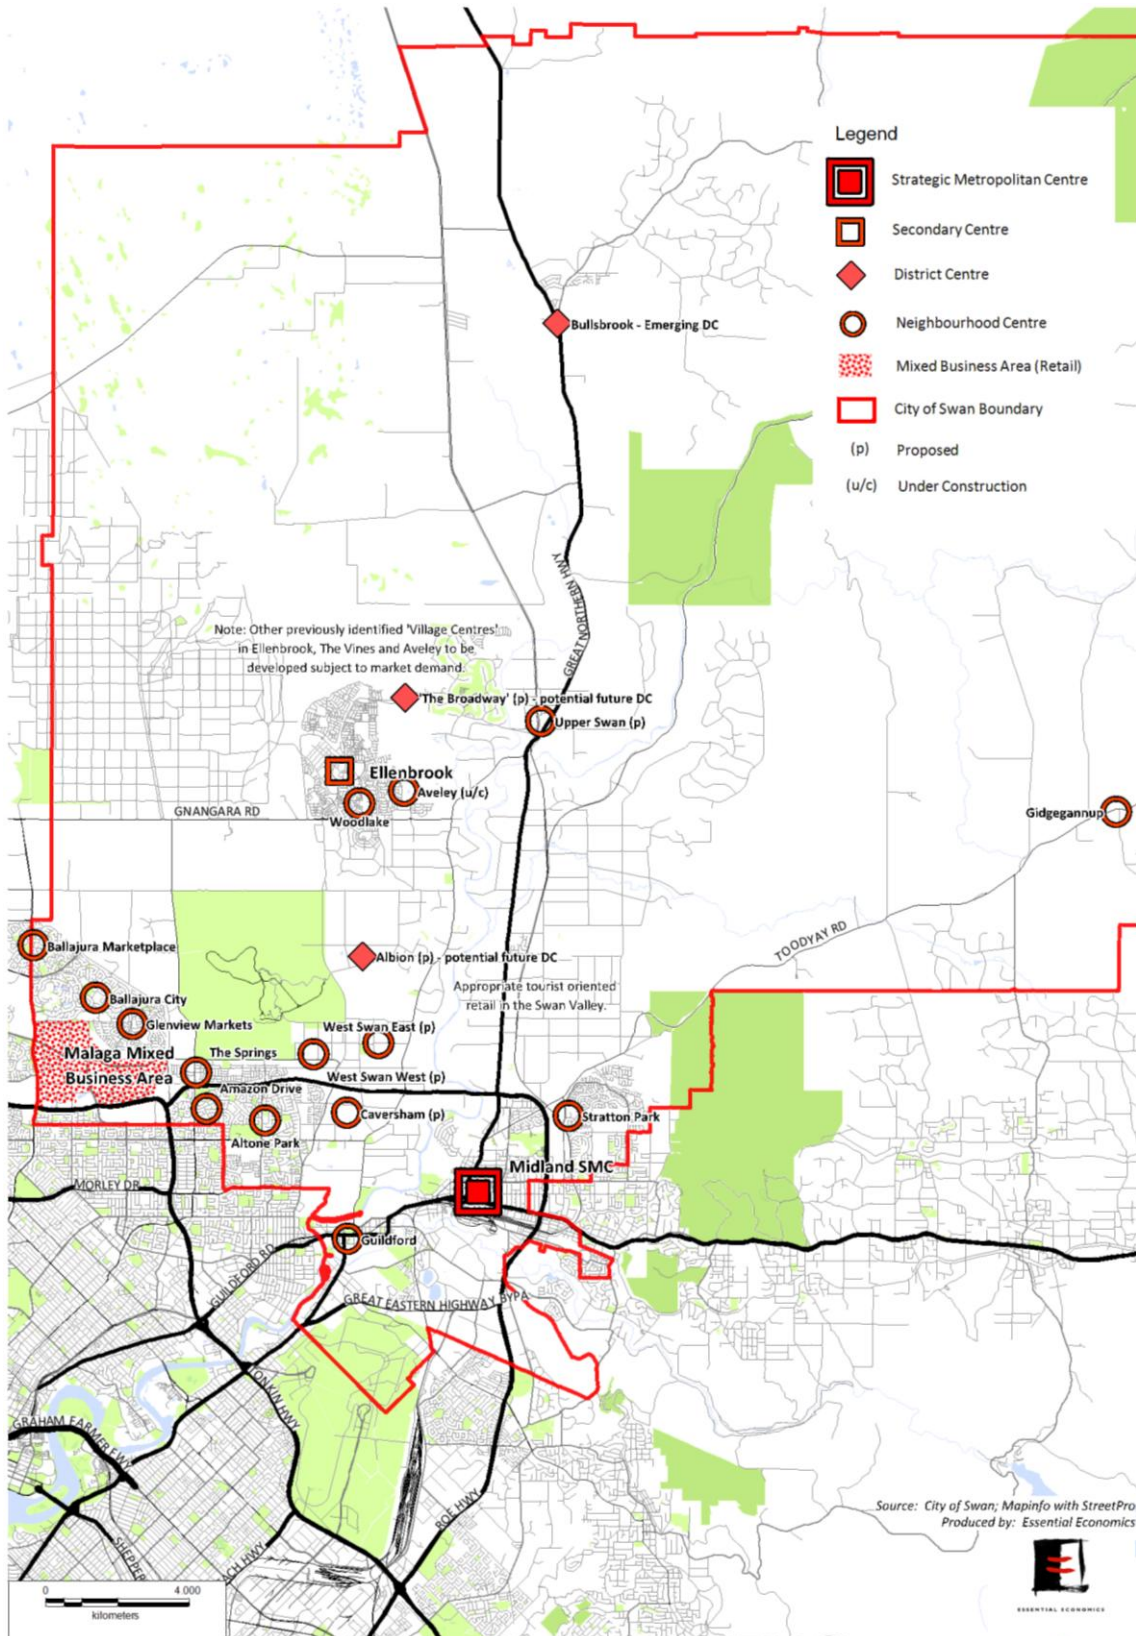 Legend
Strategic Metropolitan Centre
Secondary Centre
District Centre
Neighbourhood Centre
Mixed Business Area (Retail)
City of Swan Boundary
(p) Proposed
(u/c) Under Construction
Bullsbrook - Emerging DC
GREAT NORTHERN HWY
Note: Other previously identified 'Village Centres'
in Ellenbrook, The Vines and Aveley to be
developed subject to market demand.
'The Broadway' (p) - potential future DC
Upper Swan (p)
Ellenbrook
Aveley (u/c)
Woodlake
GNANGARA RD
Gidgegannup
TOODYAY RD
Ballajura Marketplace
Albion (p) - potential future DC
Appropriate tourist oriented
retail in the Swan Valley.
Ballajura City
Glenview Markets
West Swan East (p)
Malaga Mixed
Business Area
The Springs
West Swan West (p)
Amazon Drive
Caversham (p)
Stratton Park
Altone Park
Midland SMC
MORLEY DR
Guildford
GUILDFORD RD
GREAT EASTERN HIGHWAY BYPA
TONKIN HWY
GRAHAM FARMER FWY
ROE HWY
SHEPPER
ACH HWY
Source: City of Swan; Mapinfo with StreetPro
Produced by: Essential Economics
ESSENTIAL ECONOMICS
0 4 000
kilometers